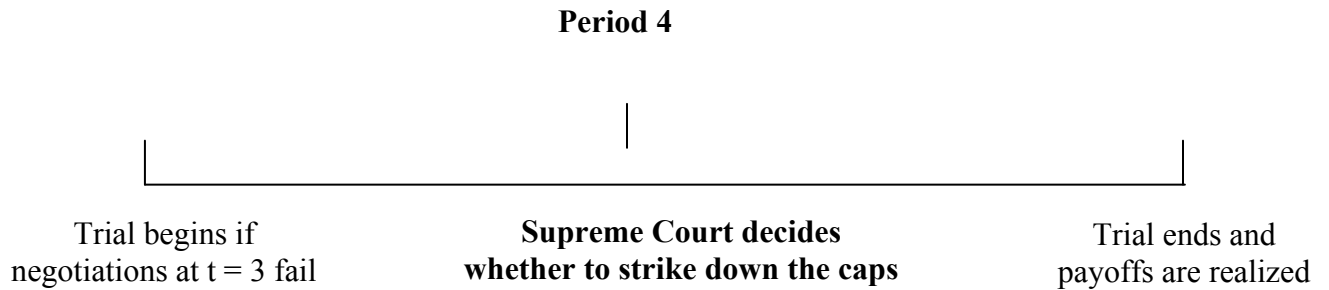 Period 4
Trial begins if
negotiations at t = 3 fail
Supreme Court decides
whether to strike down the caps
Trial ends and
payoffs are realized